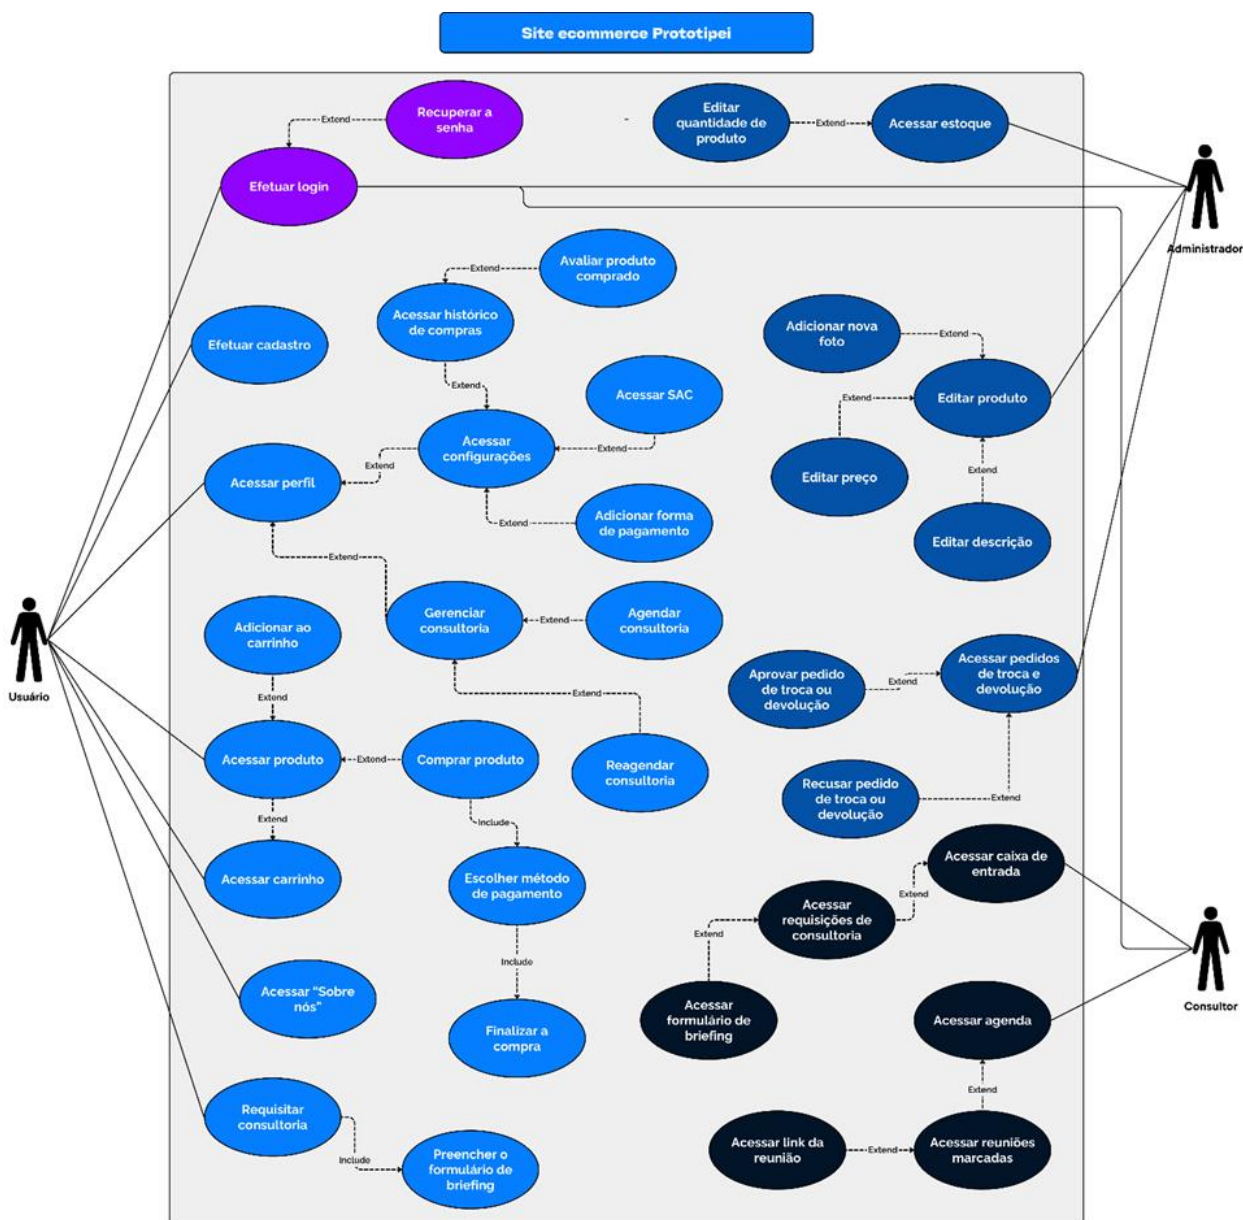 Site ecommerce Prototipei
Recuperar a
senha
Extend
Efetuar login
Editar
quantidade de
produto
Extend
Acessar estoque
Administrador
Avaliar produto
comprado
Extend
Acessar histórico
de compras
Extend
Efetuar cadastro
Adicionar nova
foto
Extend
Acessar SAC
Extend
Editar produto
Extend
Acessar
configurações
Extend
Acessar perfil
Editar preço
Extend
Adicionar forma
de pagamento
Extend
Editar descrição
Extend
Extend
Gerenciar
consultoria
Extend
Agendar
consultoria
Adicionar ao
carrinho
Usuário
Extend
Extend
Reagendar
consultoria
Acessar pedidos
de troca e
devolução
Extend
Aprovar pedido
de troca ou
devolução
Acessar produto
Extend
Comprar produto
Recusar pedido
de troca ou
devolução
Extend
Extend
Include
Acessar carrinho
Escolher método
de pagamento
Acessar caixa de
entrada
Extend
Acessar
requisições de
consultoria
Extend
Include
Acessar "Sobre
nós"
Finalizar a
compra
Acessar
formulário de
briefing
Acessar agenda
Consultor
Extend
Requisitar
consultoria
Include
Preencher o
formulário de
briefing
Acessar link da
reunião
Extend
Acessar reuniões
marcadas